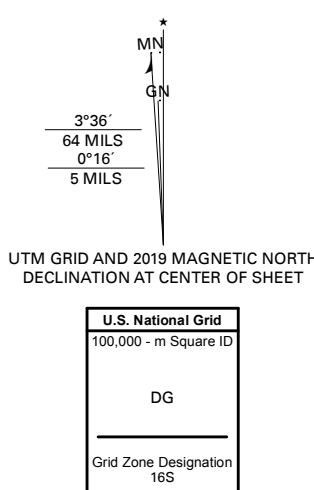 ★
MN
GN
3°36´
64 MILS
0°16´
5 MILS
UTM GRID AND 2019 MAGNETIC NORTH
DECLINATION AT CENTER OF SHEET
U.S. National Grid
100,000 - m Square ID
DG
Grid Zone Designation
16S